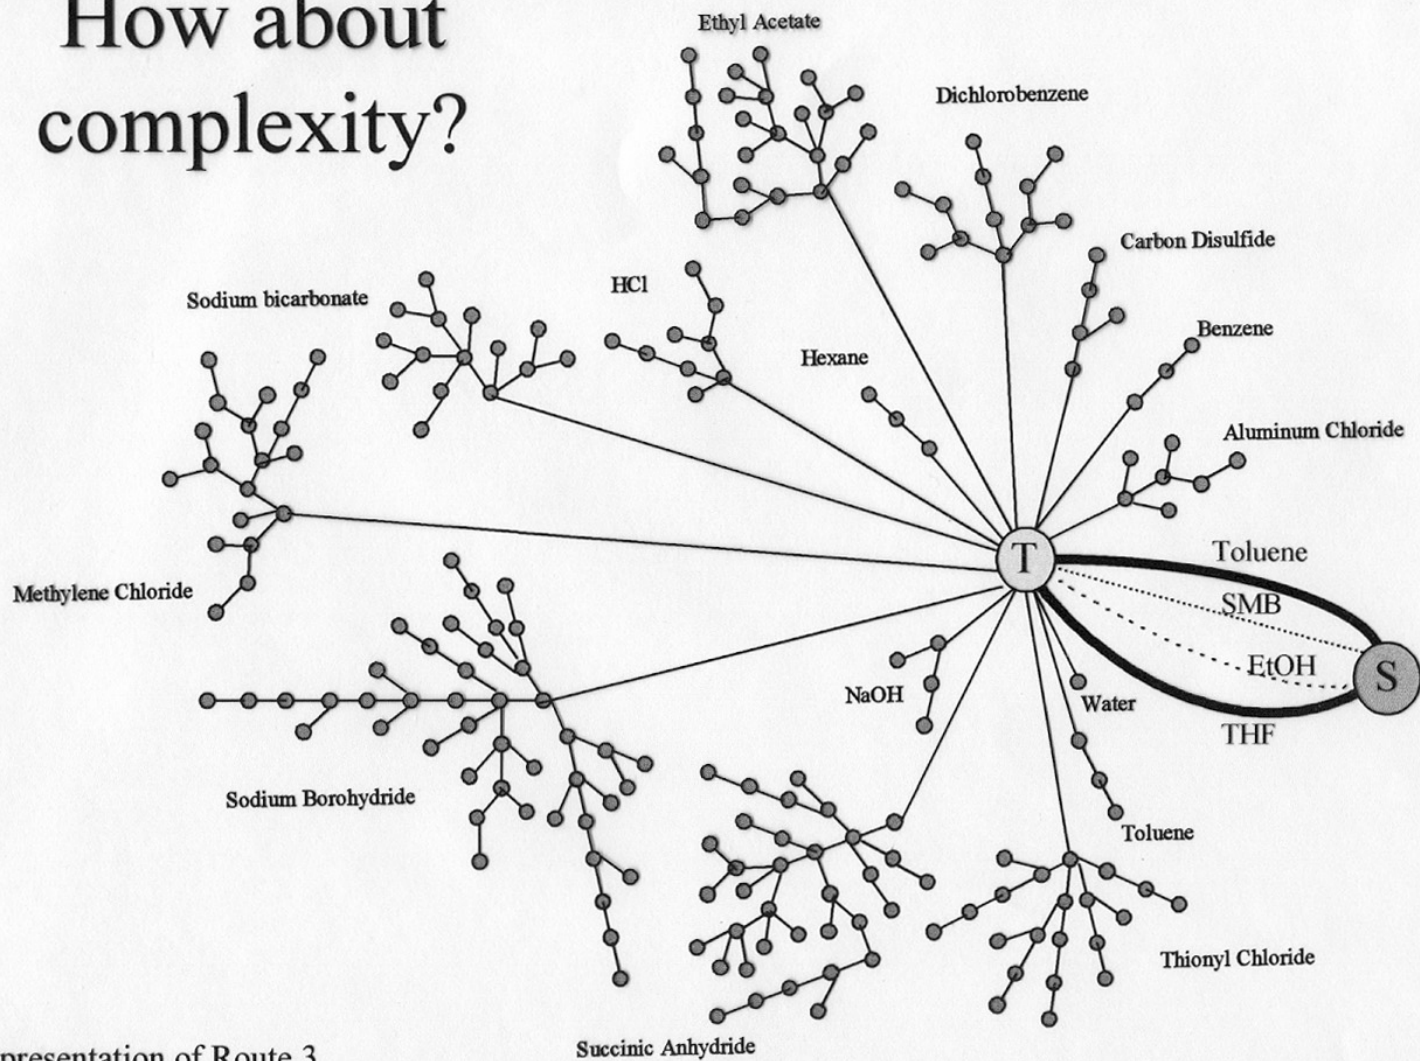 How about
complexity?
Ethyl Acetate
Dichlorobenzene
Carbon Disulfide
Sodium bicarbonate
HCl
Benzene
Hexane
Aluminum Chloride
T
Toluene
SMB
Methylene Chloride
EtOH
S
NaOH
Water
THF
Sodium Borohydride
Toluene
Thionyl Chloride
Succinic Anhydride
presentation of Route 3